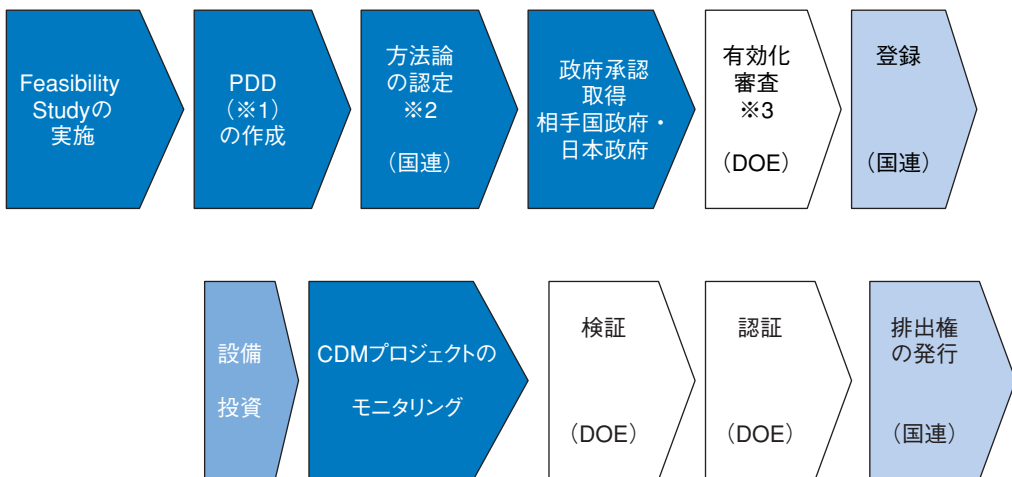 Feasibility
Studyの
実施
PDD
（※1）
の作成
方法論
の認定
※2
（国連）
政府承認
取得
相手国政府・
日本政府
有効化
審査
※3
（DOE）
登録
（国連）
設備
投資
CDMプロジェクトの
モニタリング
検証
（DOE）
認証
（DOE）
排出権
の発行
（国連）